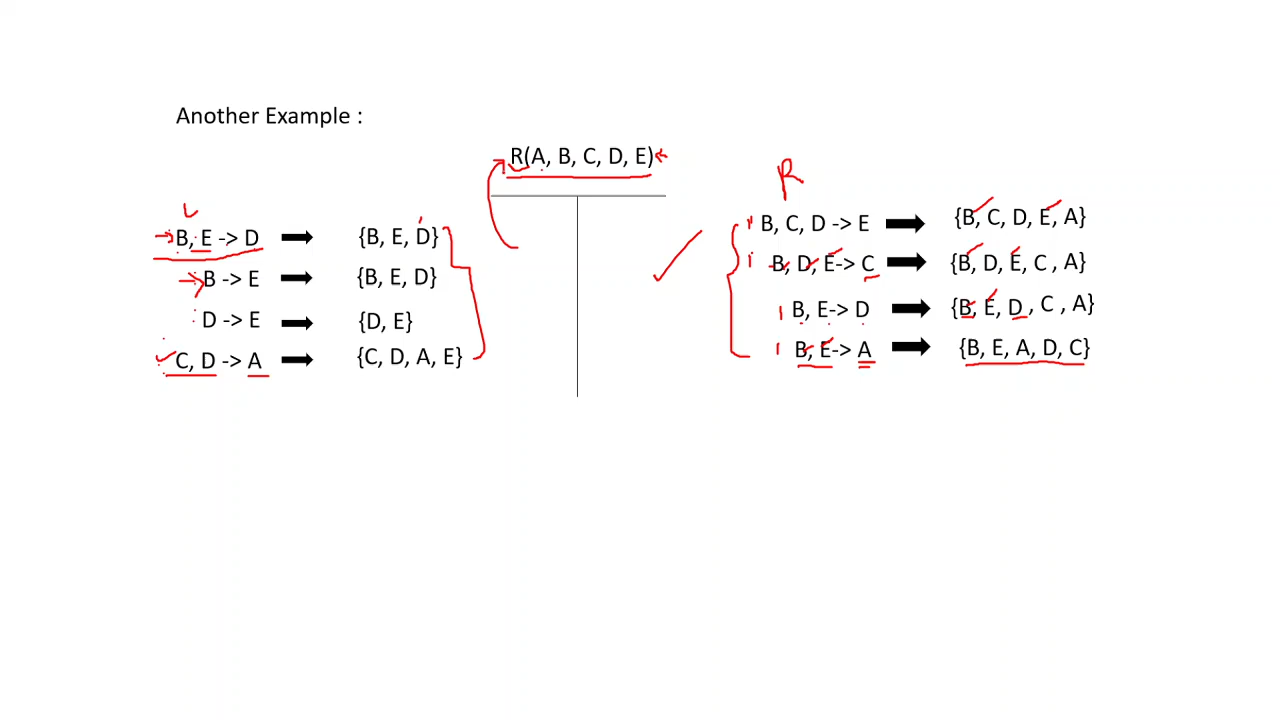 Another Example :
R(A, B, C, D, E)
B, E -> D {B, E, D}
B -> E {B, E, D}
D -> E {D, E}
C, D -> A {C, D, A, E}
R
B, C, D -> E {B, C, D, E, A}
B, D, E-> C {B, D, E, C , A}
B, E -> D {B, E, D , C , A}
B, E-> A {B, E, A, D, C}